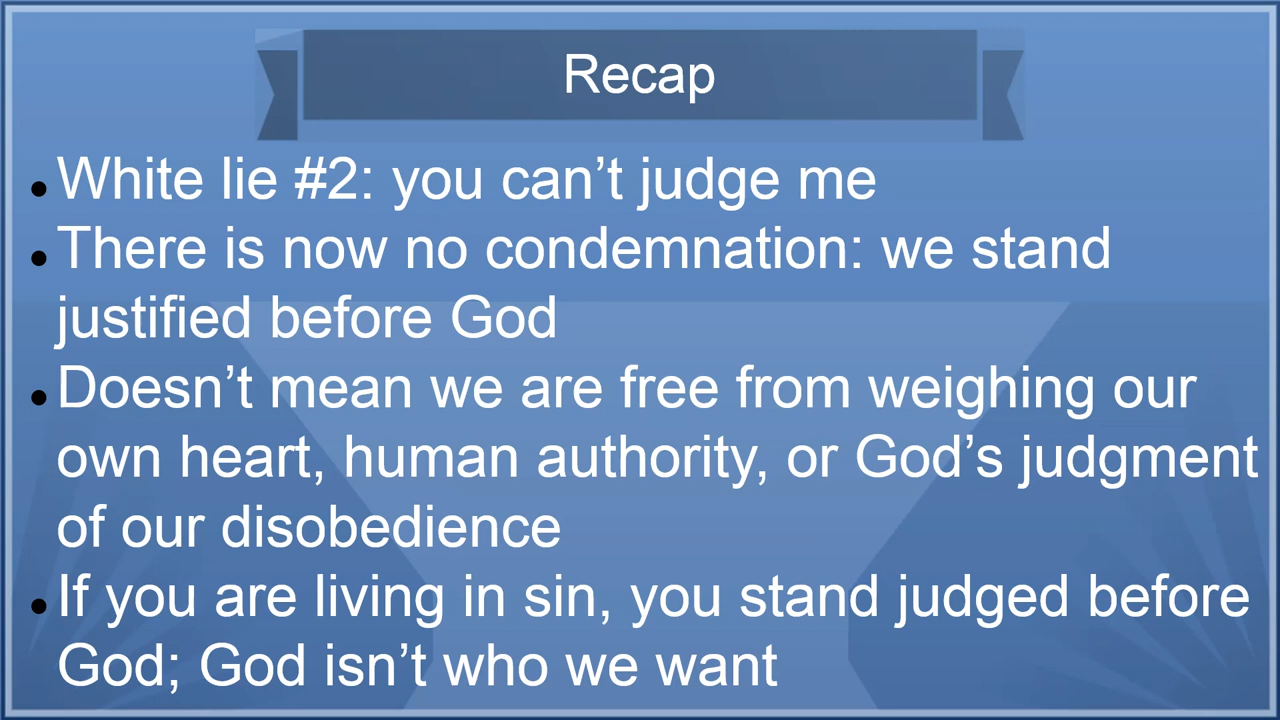 Recap
White lie #2: you can’t judge me
There is now no condemnation: we stand
justified before God
Doesn’t mean we are free from weighing our
own heart, human authority, or God’s judgment
of our disobedience
If you are living in sin, you stand judged before
God; God isn’t who we want